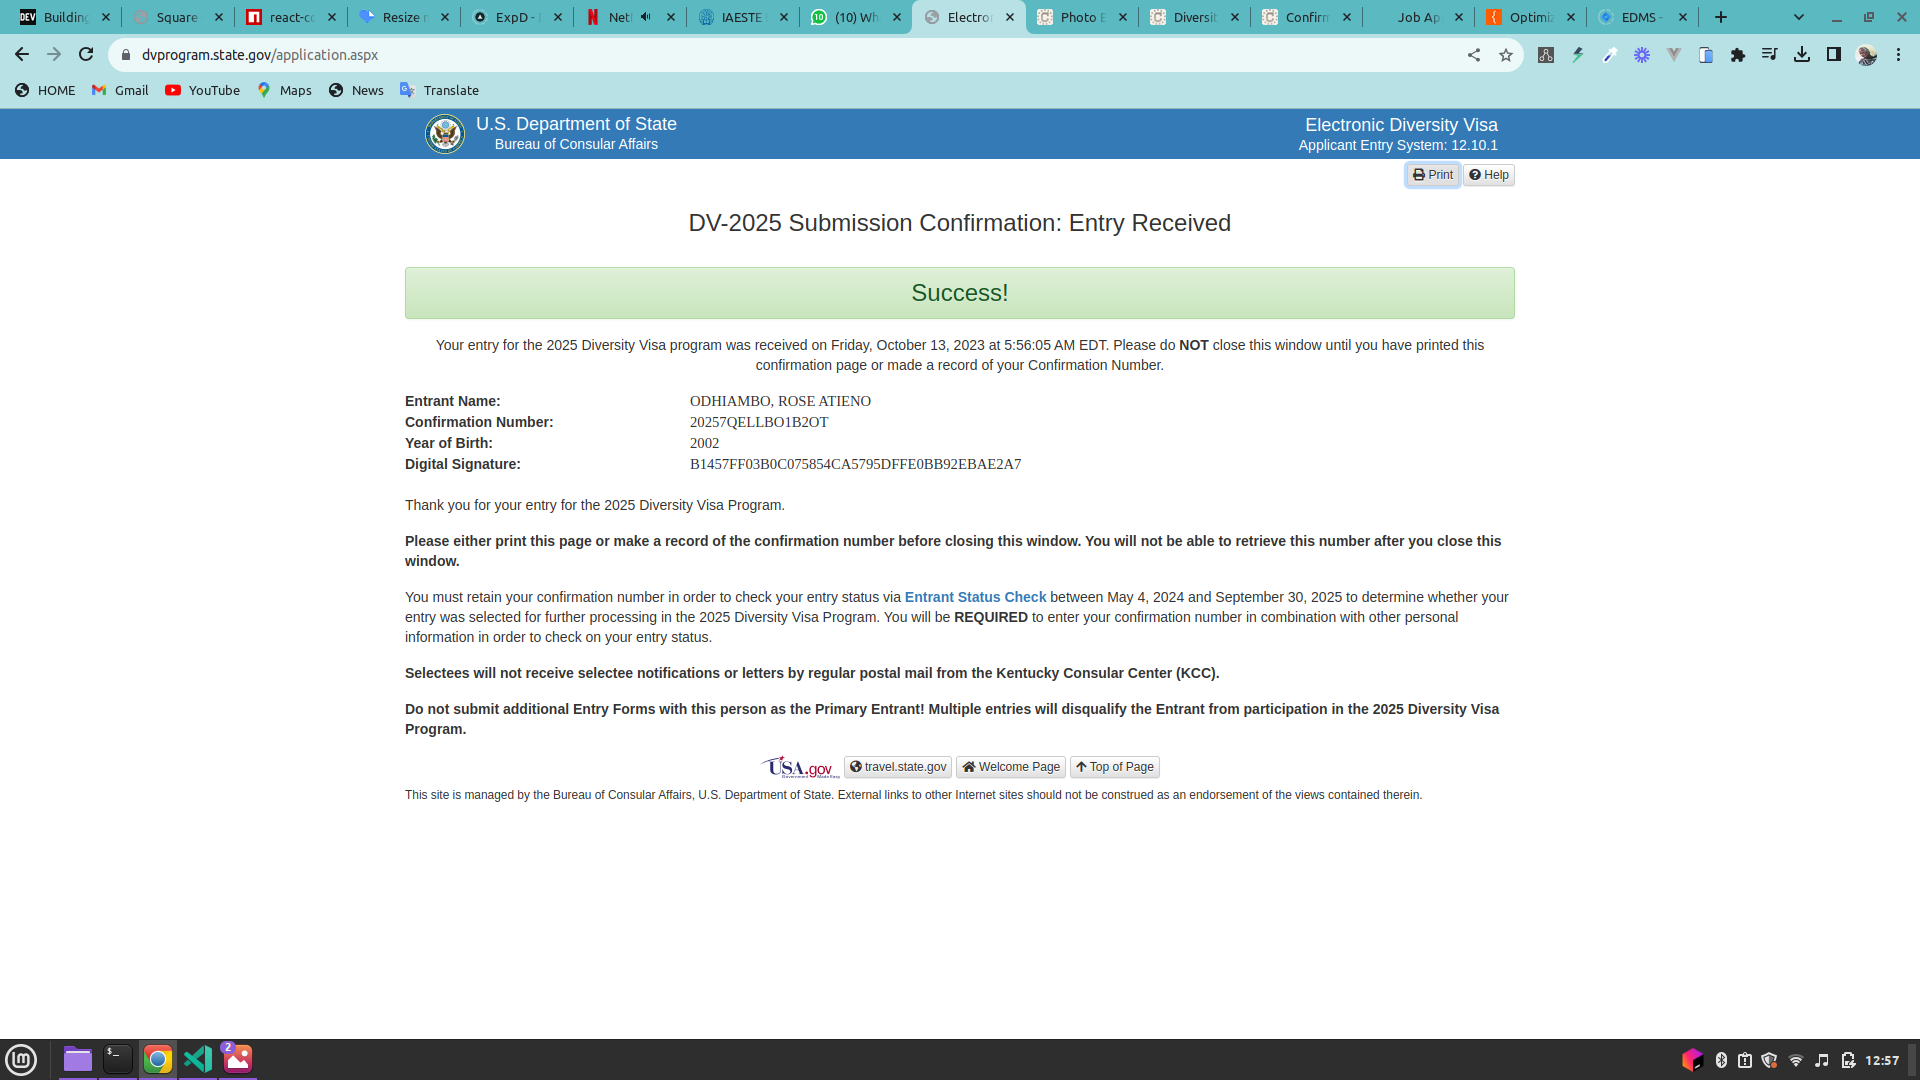 Building Square react-co Resize ExpD - Netf IAESTE (10) Wh Electron Photo E Diversit Confirm Job Ap Optimiz EDMS -
dvprogram.state.gov/application.aspx
HOME Gmail YouTube Maps News Translate
U.S. Department of State
Bureau of Consular Affairs
Electronic Diversity Visa
Applicant Entry System: 12.10.1
Print Help
DV-2025 Submission Confirmation: Entry Received
Success!
Your entry for the 2025 Diversity Visa program was received on Friday, October 13, 2023 at 5:56:05 AM EDT. Please do NOT close this window until you have printed this
confirmation page or made a record of your Confirmation Number.
Entrant Name: ODHIAMBO, ROSE ATIENO
Confirmation Number: 20257QELLBO1B2OT
Year of Birth: 2002
Digital Signature: B1457FF03B0C075854CA5795DFFE0BB92EBAE2A7
Thank you for your entry for the 2025 Diversity Visa Program.
Please either print this page or make a record of the confirmation number before closing this window. You will not be able to retrieve this number after you close this
window.
You must retain your confirmation number in order to check your entry status via Entrant Status Check between May 4, 2024 and September 30, 2025 to determine whether your
entry was selected for further processing in the 2025 Diversity Visa Program. You will be REQUIRED to enter your confirmation number in combination with other personal
information in order to check on your entry status.
Selectees will not receive selectee notifications or letters by regular postal mail from the Kentucky Consular Center (KCC).
Do not submit additional Entry Forms with this person as the Primary Entrant! Multiple entries will disqualify the Entrant from participation in the 2025 Diversity Visa
Program.
USA.gov travel.state.gov Welcome Page Top of Page
This site is managed by the Bureau of Consular Affairs, U.S. Department of State. External links to other Internet sites should not be construed as an endorsement of the views contained therein.
2
12:57